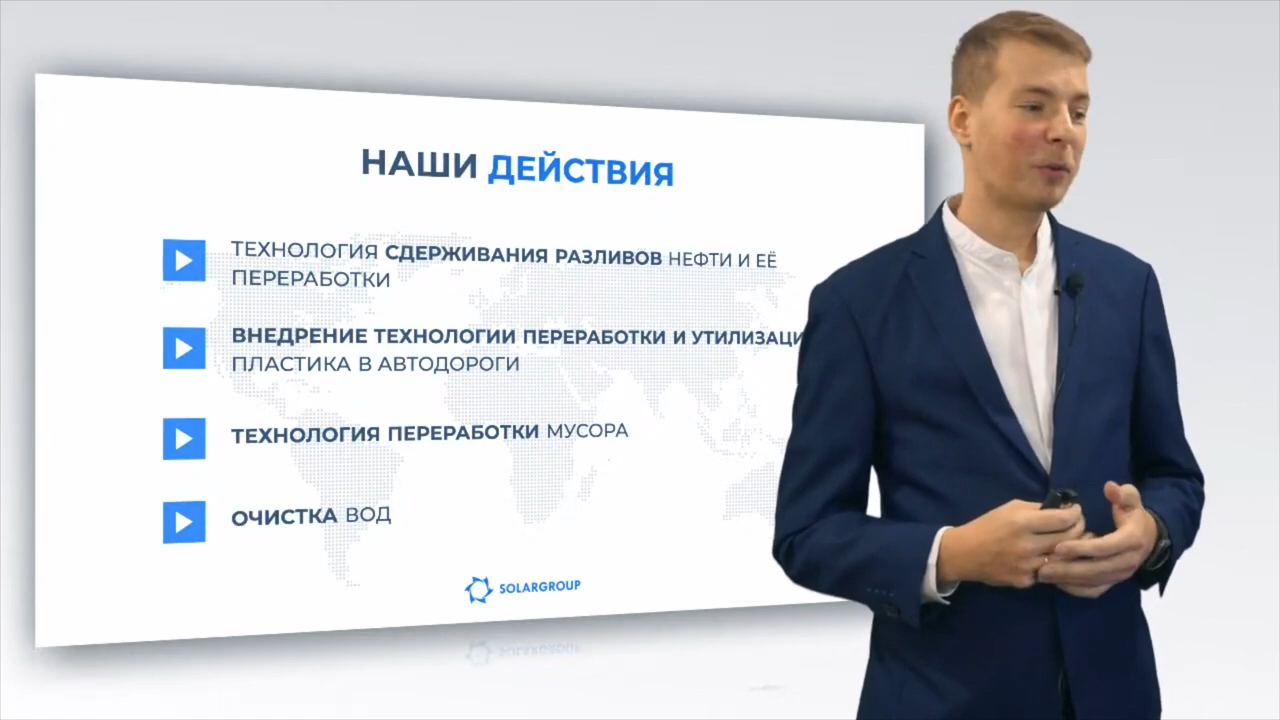 НАШИ ДЕЙСТВИЯ
ТЕХНОЛОГИЯ СДЕРЖИВАНИЯ РАЗЛИВОВ НЕФТИ И ЕЁ
ПЕРЕРАБОТКИ
ВНЕДРЕНИЕ ТЕХНОЛОГИИ ПЕРЕРАБОТКИ И УТИЛИЗАЦИ
ПЛАСТИКА В АВТОДОРОГИ
ТЕХНОЛОГИЯ ПЕРЕРАБОТКИ МУСОРА
ОЧИСТКА ВОД
SOLARGROUP